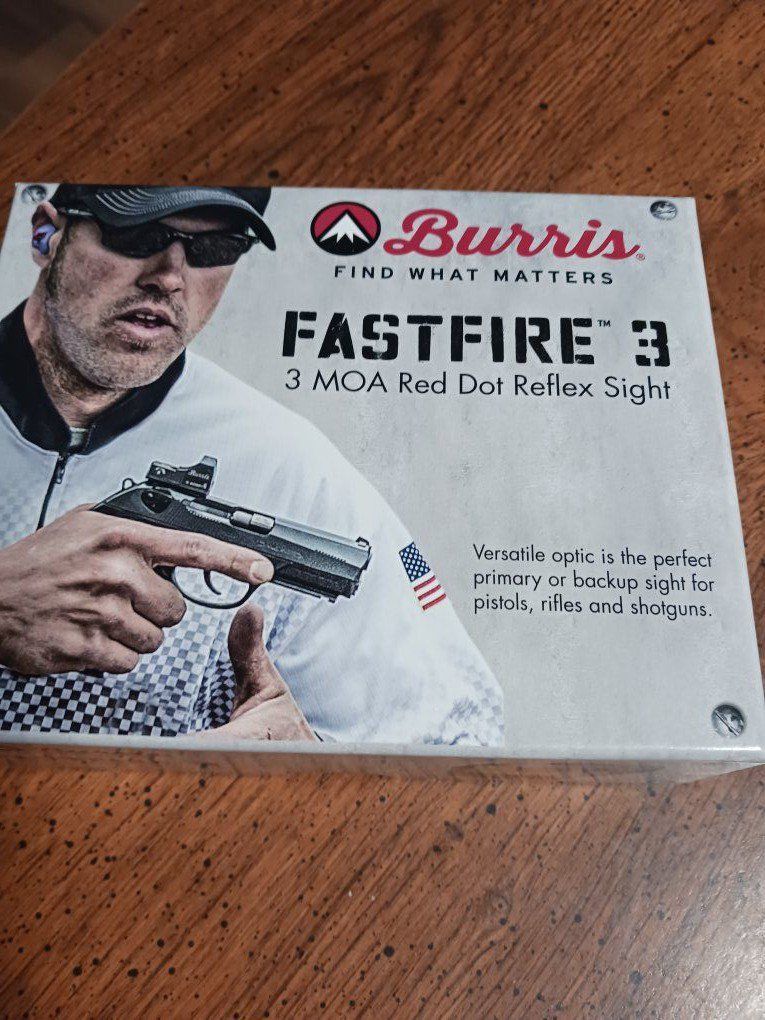 Burris®
FIND WHAT MATTERS
FASTFIRE™ 3
3 MOA Red Dot Reflex Sight
Burris
Versatile optic is the perfect
primary or backup sight for
pistols, rifles and shotguns.